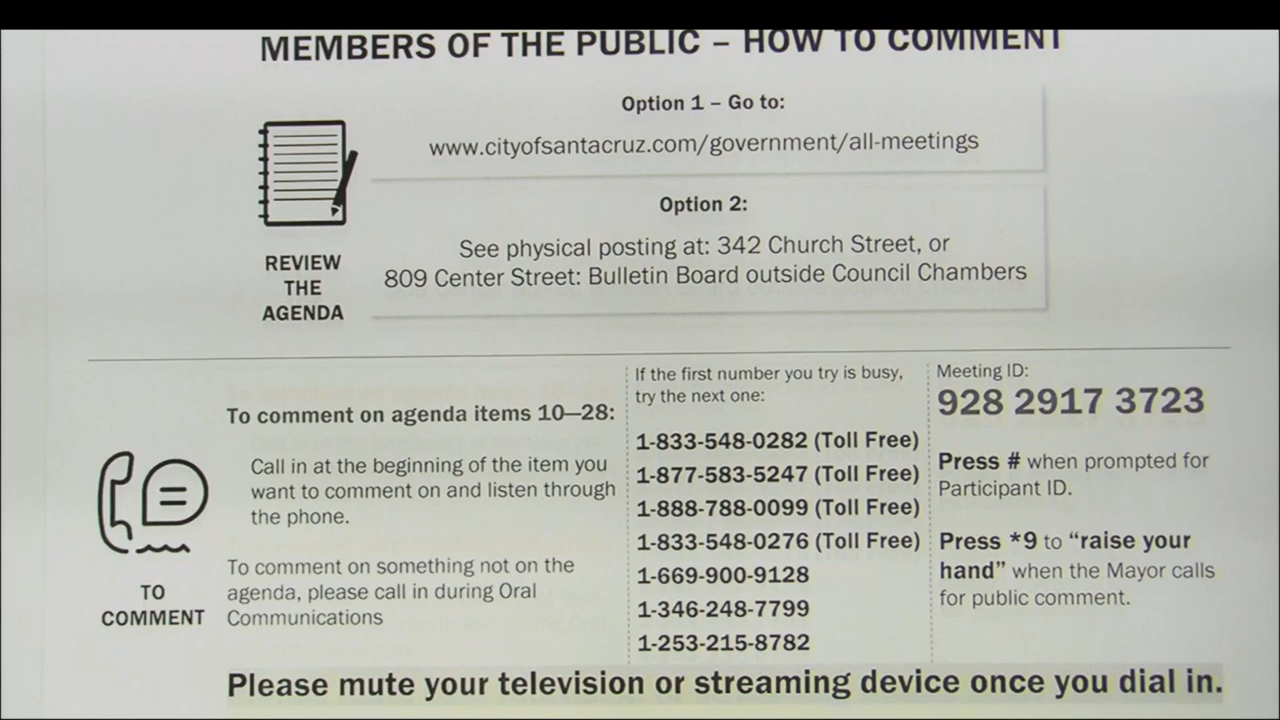 MEMBERS OF THE PUBLIC – HOW TO COMMENT
Option 1 – Go to:
www.cityofsantacruz.com/government/all-meetings
Option 2:
See physical posting at: 342 Church Street, or
809 Center Street: Bulletin Board outside Council Chambers
REVIEW
THE
AGENDA
To comment on agenda items 10—28:
Call in at the beginning of the item you
want to comment on and listen through
the phone.
To comment on something not on the
agenda, please call in during Oral
Communications
TO
COMMENT
If the first number you try is busy,
try the next one:
1-833-548-0282 (Toll Free)
1-877-583-5247 (Toll Free)
1-888-788-0099 (Toll Free)
1-833-548-0276 (Toll Free)
1-669-900-9128
1-346-248-7799
1-253-215-8782
Meeting ID:
928 2917 3723
Press # when prompted for
Participant ID.
Press *9 to “raise your
hand” when the Mayor calls
for public comment.
Please mute your television or streaming device once you dial in.